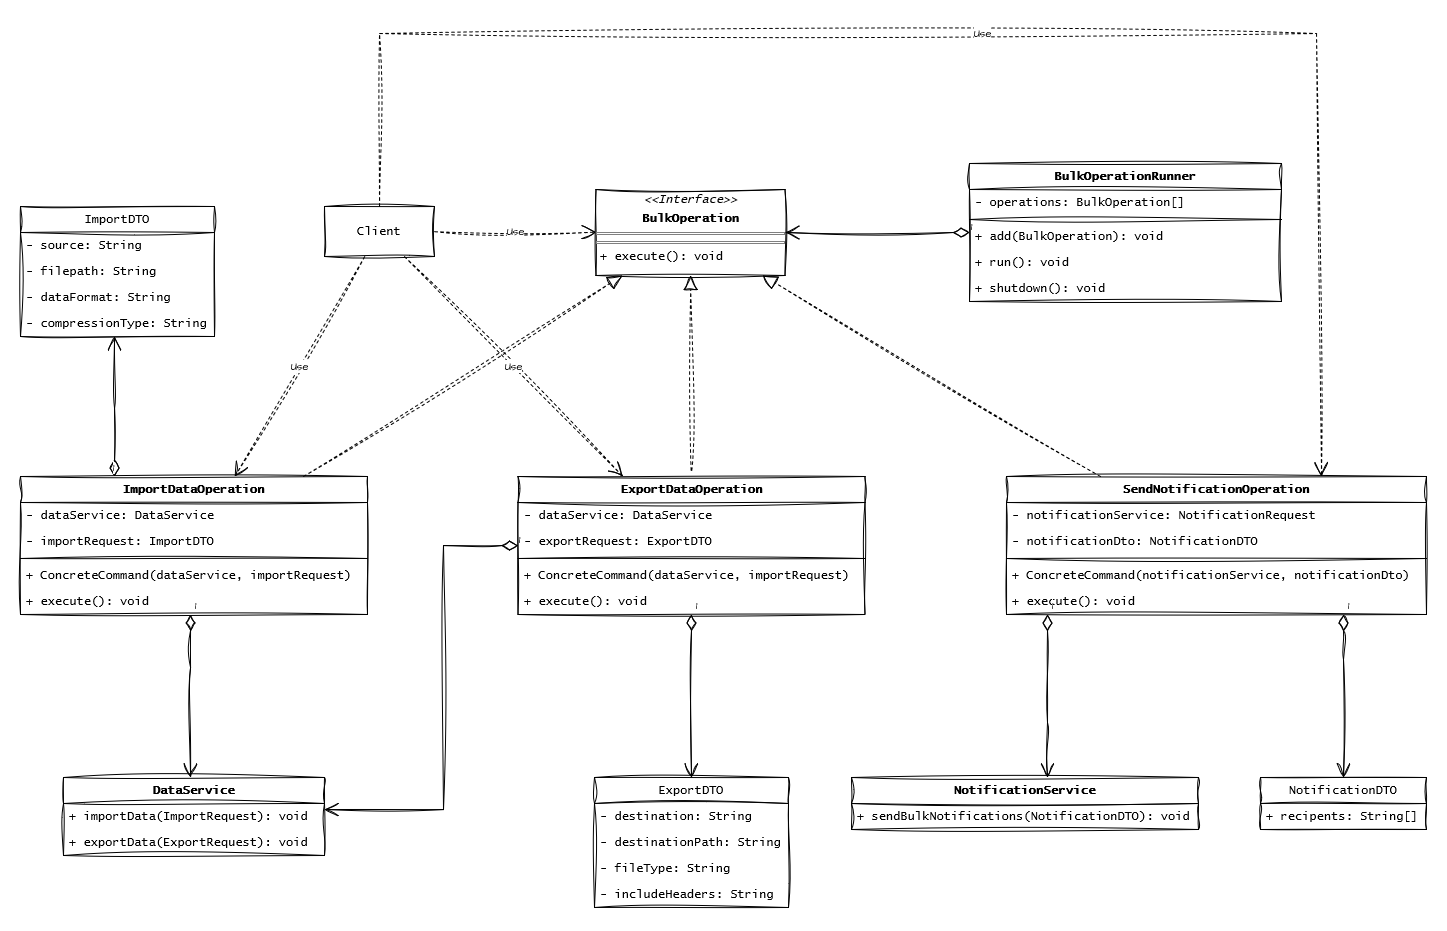 Use
BulkOperationRunner
- operations: BulkOperation[]
+ add(BulkOperation): void
+ run(): void
+ shutdown(): void
<<Interface>>
BulkOperation
+ execute(): void
Client
Use
ImportDTO
- source: String
- filepath: String
- dataFormat: String
- compressionType: String
Use
Use
ImportDataOperation
- dataService: DataService
- importRequest: ImportDTO
+ ConcreteCommand(dataService, importRequest)
+ execute(): void
ExportDataOperation
- dataService: DataService
- exportRequest: ExportDTO
+ ConcreteCommand(dataService, importRequest)
+ execute(): void
SendNotificationOperation
- notificationService: NotificationRequest
- notificationDto: NotificationDTO
+ ConcreteCommand(notificationService, notificationDto)
+ execute(): void
DataService
+ importData(ImportRequest): void
+ exportData(ExportRequest): void
ExportDTO
- destination: String
- destinationPath: String
- fileType: String
- includeHeaders: String
NotificationService
+ sendBulkNotifications(NotificationDTO): void
NotificationDTO
+ recipents: String[]